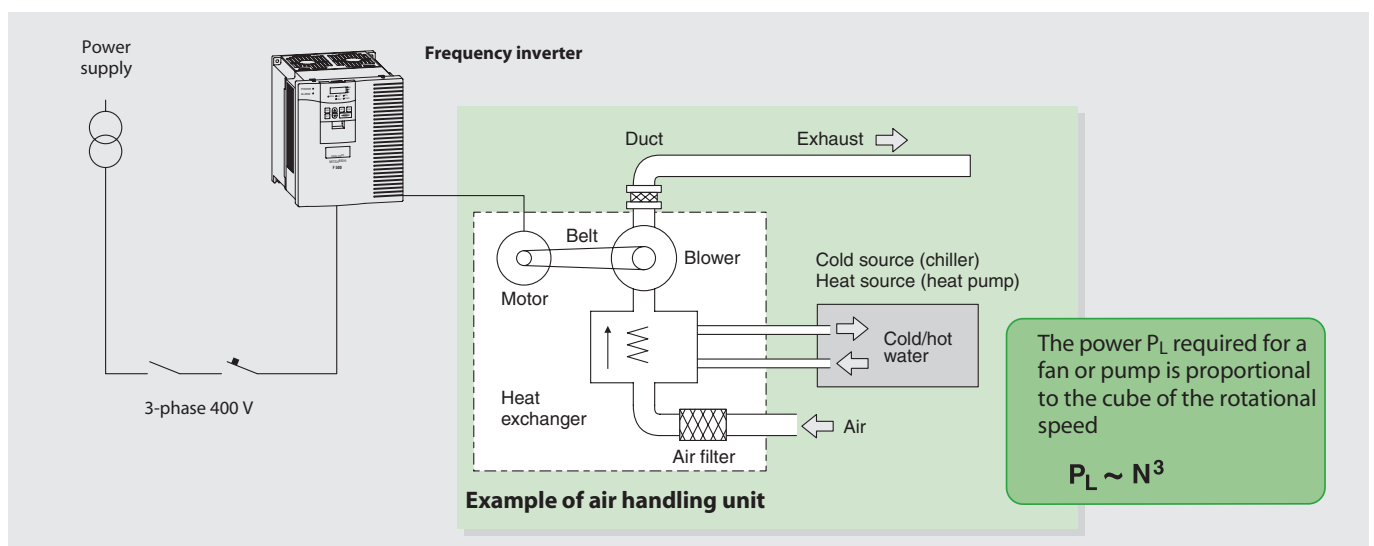 Power
supply
Frequency inverter
Duct
Exhaust
Belt
Blower
Motor
Cold source (chiller)
Heat source (heat pump)
Cold/hot
water
Heat
exchanger
Air
Air filter
3-phase 400 V
Example of air handling unit
The power PL required for a
fan or pump is proportional
to the cube of the rotational
speed
PL ~ N³